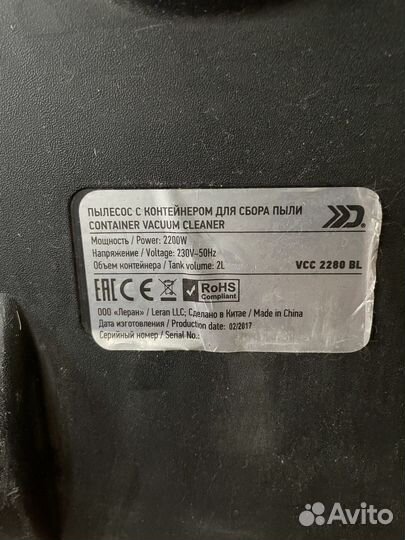 ПЫЛЕСОС С КОНТЕЙНЕРОМ ДЛЯ СБОРА ПЫЛИ
CONTAINER VACUUM CLEANER
Мощность / Power: 2200W
Напряжение / Voltage: 230V~50Hz
Объем контейнера / Tank volume: 2L
VCC 2280 BL
EAC CE
RoHS
Compliant
ООО «Леран» / Leran LLC; Сделано в Китае / Made in China
Дата изготовления / Production date: 02/2017
Серийный номер / Serial No.:
Avito